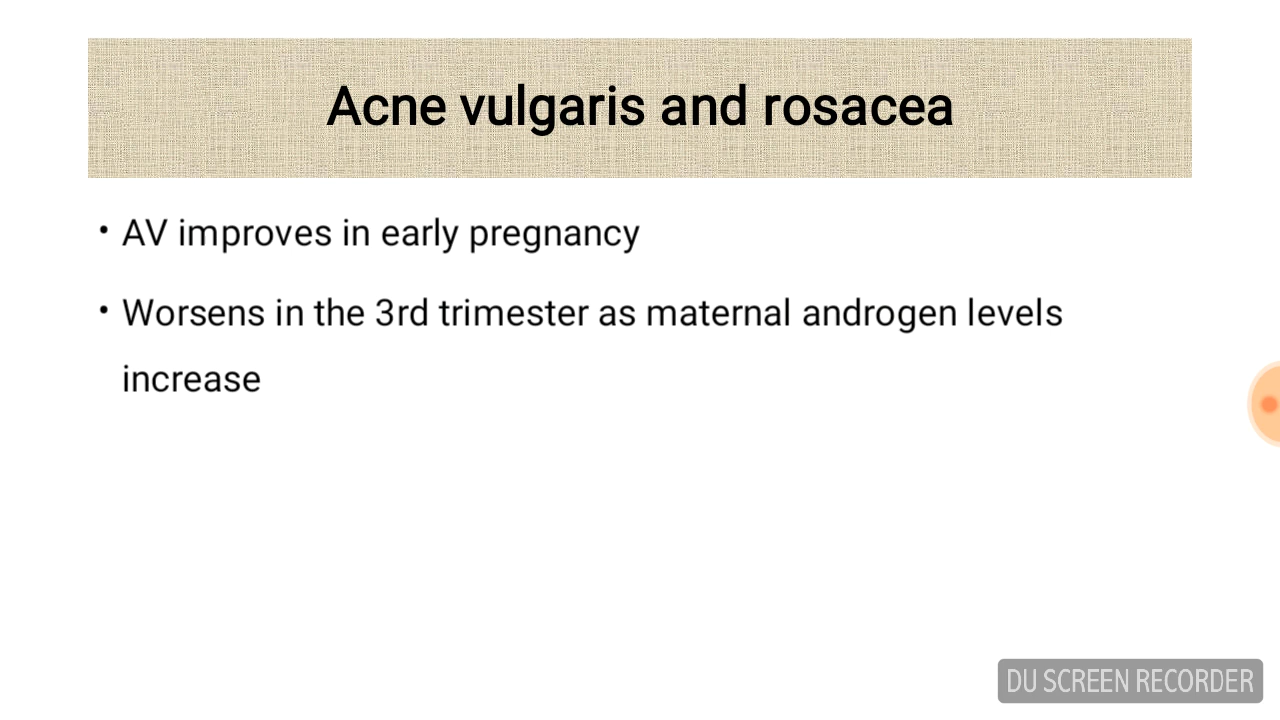 Acne vulgaris and rosacea
• AV improves in early pregnancy
• Worsens in the 3rd trimester as maternal androgen levels
increase
DU SCREEN RECORDER